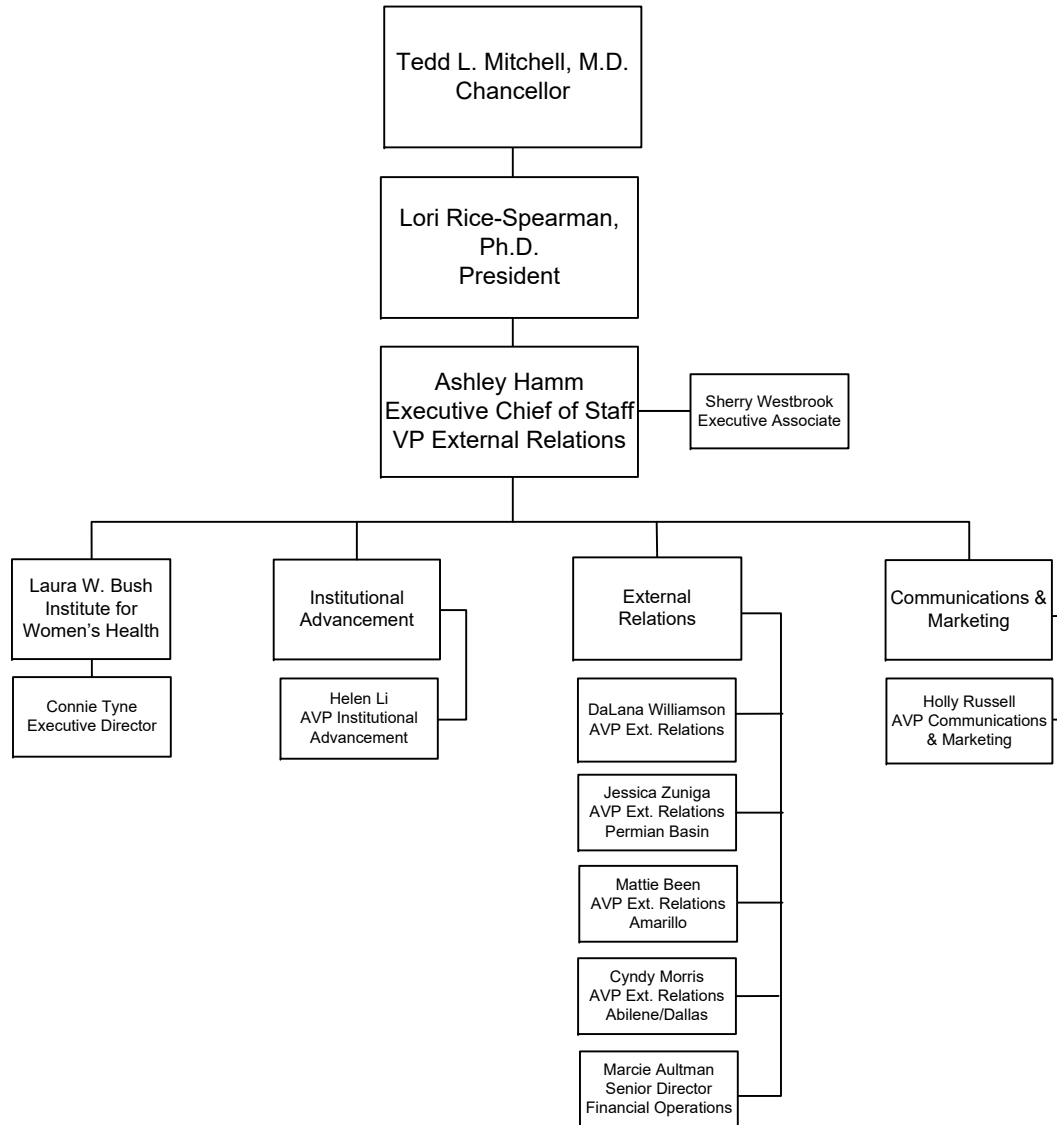 Tedd L. Mitchell, M.D.
Chancellor
Lori Rice-Spearman,
Ph.D.
President
Ashley Hamm
Executive Chief of Staff
VP External Relations
Sherry Westbrook
Executive Associate
Laura W. Bush
Institute for
Women's Health
Connie Tyne
Executive Director
Institutional
Advancement
Helen Li
AVP Institutional
Advancement
External
Relations
DaLana Williamson
AVP Ext. Relations
Jessica Zuniga
AVP Ext. Relations
Permian Basin
Mattie Been
AVP Ext. Relations
Amarillo
Cyndy Morris
AVP Ext. Relations
Abilene/Dallas
Marcie Aultman
Senior Director
Financial Operations
Communications &
Marketing
Holly Russell
AVP Communications
& Marketing